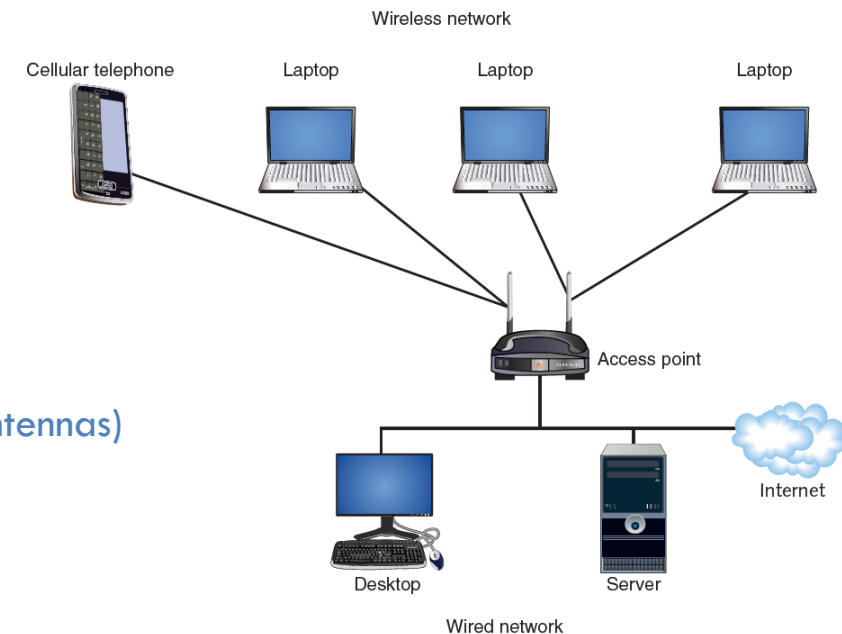 Wireless network
Cellular telephone
Laptop
Laptop
Laptop
Access point
ntennas)
Internet
Desktop
Server
Wired network